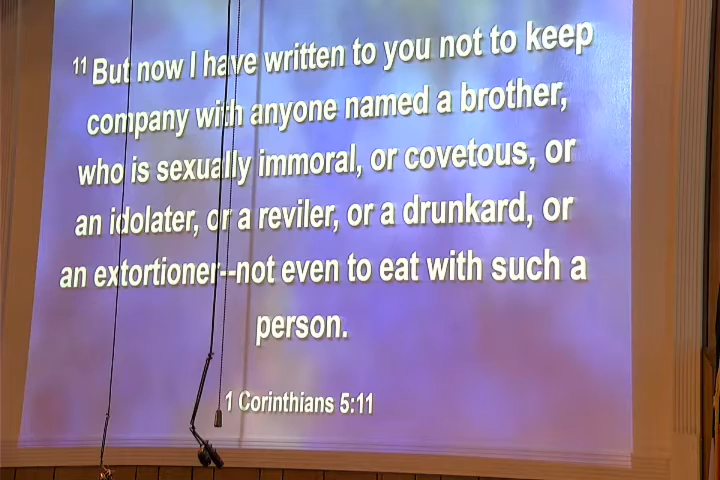 11 But now I have written to you not to keep
company with anyone named a brother,
who is sexually immoral, or covetous, or
an idolater, or a reviler, or a drunkard, or
an extortioner--not even to eat with such a
person.
1 Corinthians 5:11